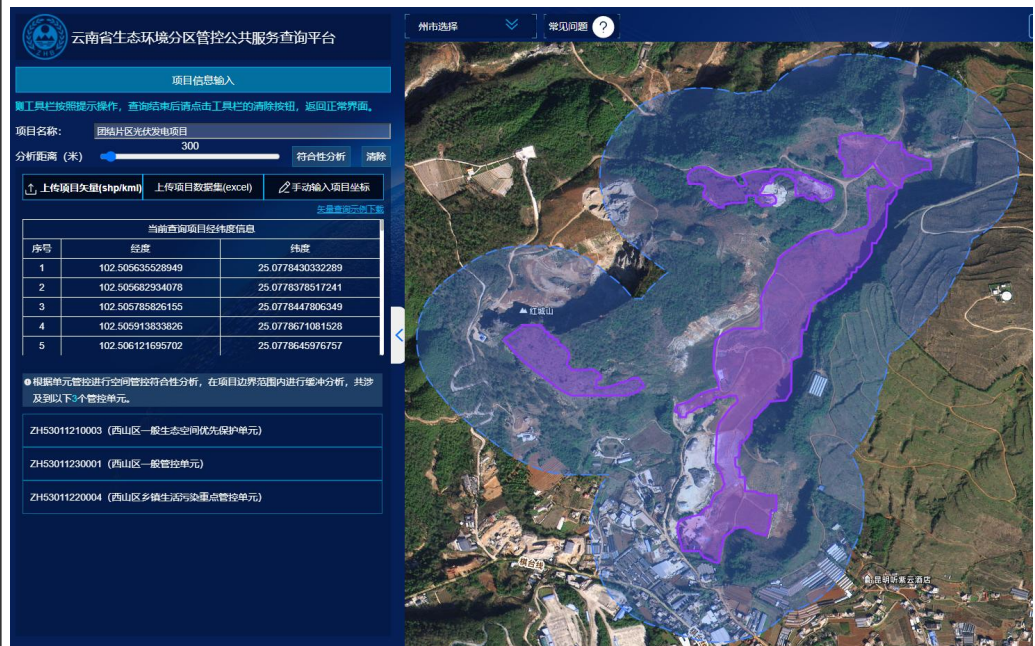 云南省生态环境分区管控公共服务查询平台
州市选择
常见问题 ?
项目信息输入
工具栏按照提示操作，查询结束后请点击工具栏的清除按钮，返回正常界面。
项目名称： 团结片区光伏发电项目
300
分析距离（米） 符合性分析 清除
上传项目矢量(shp/kml) 上传项目数据集(excel) 手动输入项目坐标
矢量查询示例下载
当前查询项目经纬度信息
序号 经度 纬度
1 102.505635528949 25.0778430332289
2 102.505682934078 25.0778378517241
3 102.505785826155 25.0778447806349
4 102.505913833826 25.0778671081528
5 102.506121695702 25.0778645976757
根据单元管控进行空间管控符合性分析，在项目边界范围内进行缓冲分析，共涉
及到以下3个管控单元。
ZH53011210003（西山区一般生态空间优先保护单元）
ZH53011230001（西山区一般管控单元）
ZH53011220004（西山区乡镇生活污染重点管控单元）
红坡山
棋台线
昆明听紫云酒店